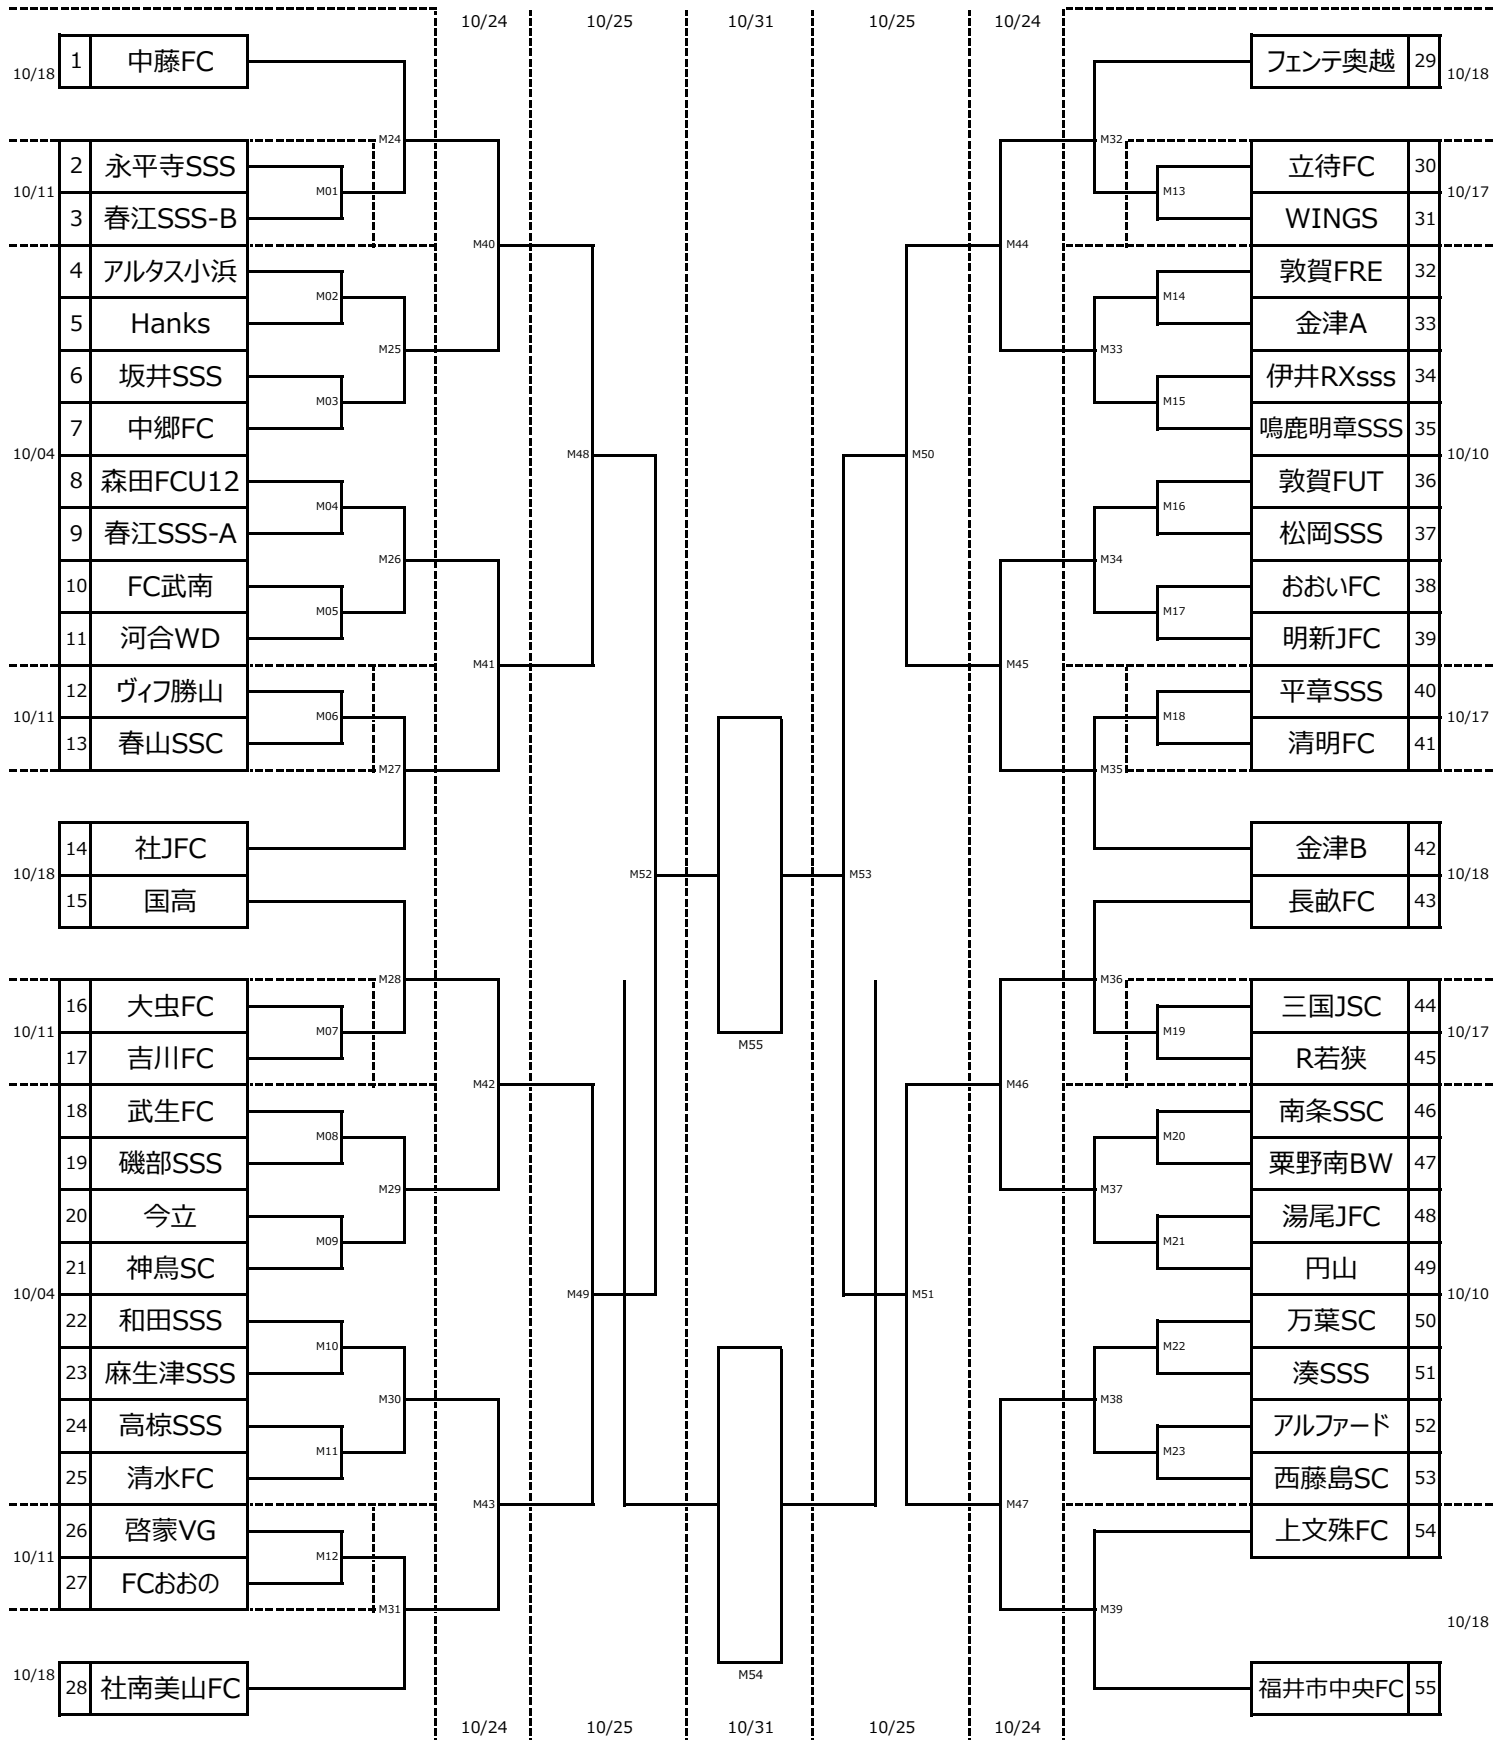 10/24 10/25 10/31 10/25 10/24
10/18 1 中藤FC
M24
10/11
2 永平寺SSS
M01
3 春江SSS-B
M40
4 アルタス小浜
M02
5 Hanks
M25
6 坂井SSS
M03
7 中郷FC
10/04
M48
8 森田FCU12
M04
9 春江SSS-A
M26
10 FC武南
M05
11 河合WD
M41
12 ヴィフ勝山
10/11
M06
13 春山SSC
M27
14 社JFC
10/18
M52
15 国高
M28
16 大虫FC
10/11
M07
17 吉川FC
M42
18 武生FC
M08
19 磯部SSS
M29
20 今立
M09
21 神鳥SC
10/04
M49
22 和田SSS
M10
23 麻生津SSS
M30
24 高椋SSS
M11
25 清水FC
M43
26 啓蒙VG
10/11
M12
27 FCおおの
M31
10/18 28 社南美山FC
M55
M54
フェンテ奥越 29 10/18
M32
立待FC 30
M13
10/17
WINGS 31
M44
敦賀FRE 32
M14
金津A 33
M33
伊井RXsss 34
M15
鳴鹿明章SSS 35
M50
10/10
敦賀FUT 36
M16
松岡SSS 37
M34
おおいFC 38
M17
明新JFC 39
M45
平章SSS 40
M18
10/17
清明FC 41
M35
金津B 42
M53
10/18
長畝FC 43
M36
三国JSC 44
M19
10/17
R若狭 45
M46
南条SSC 46
M20
粟野南BW 47
M37
湯尾JFC 48
M21
円山 49
M51
10/10
万葉SC 50
M22
湊SSS 51
M38
アルファード 52
M23
西藤島SC 53
M47
上文殊FC 54
M39
10/18
福井市中央FC 55
10/24 10/25 10/31 10/25 10/24